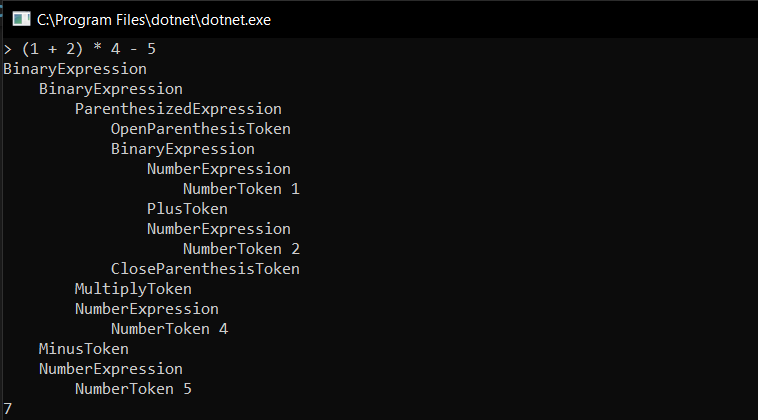 C:\Program Files\dotnet\dotnet.exe
> (1 + 2) * 4 - 5
BinaryExpression
    BinaryExpression
        ParenthesizedExpression
            OpenParenthesisToken
            BinaryExpression
                NumberExpression
                    NumberToken 1
                PlusToken
                NumberExpression
                    NumberToken 2
            CloseParenthesisToken
        MultiplyToken
        NumberExpression
            NumberToken 4
    MinusToken
    NumberExpression
        NumberToken 5
7